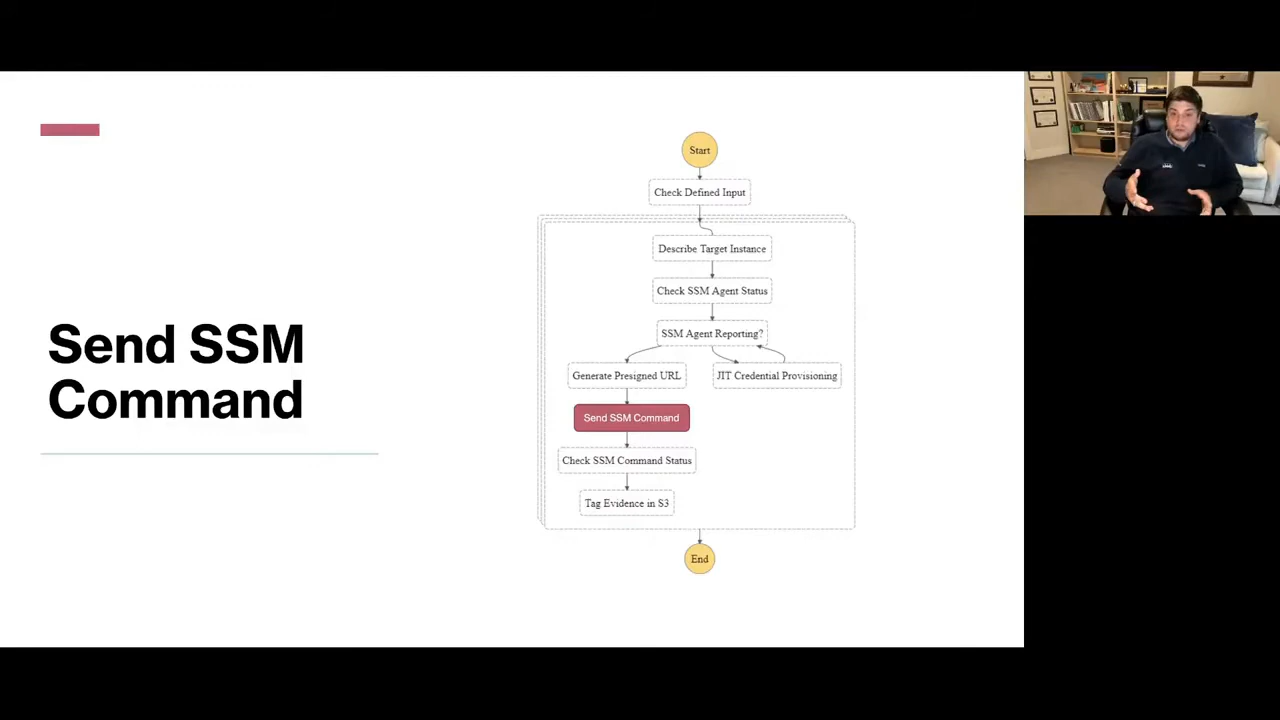 Send SSM
Command
Start
Check Defined Input
Describe Target Instance
Check SSM Agent Status
SSM Agent Reporting?
Generate Presigned URL
JIT Credential Provisioning
Send SSM Command
Check SSM Command Status
Tag Evidence in S3
End